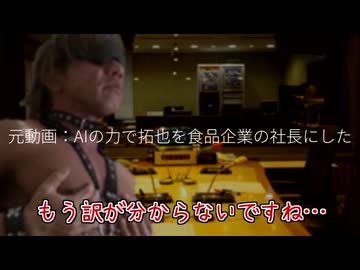 元動画：AIの力で拓也を食品企業の社長にした
もう訳が分からないですね…